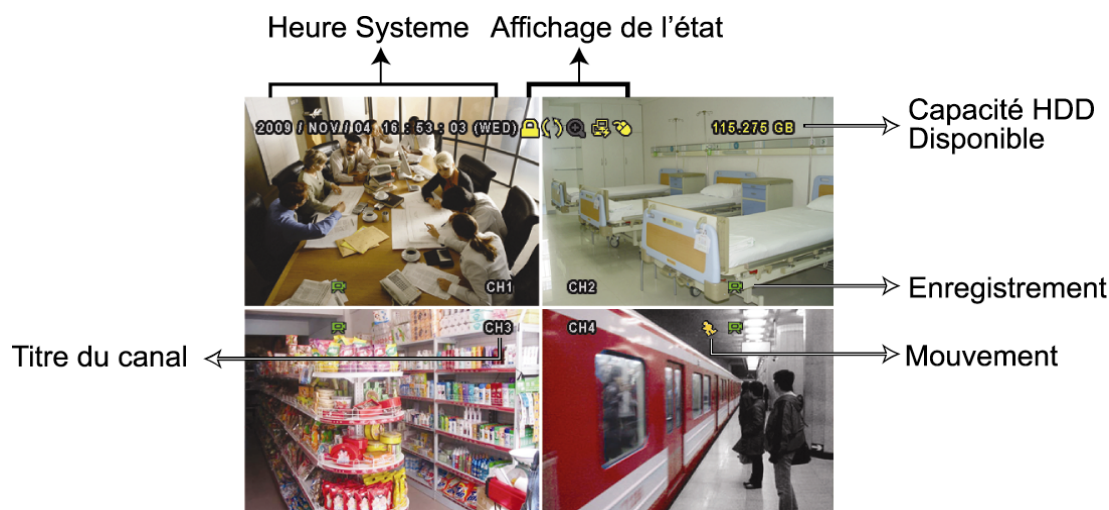 Heure Systeme
Affichage de l'état
2009 / NOV / 04 16 : 53 : 03 (WED)
115.275 GB
Capacité HDD
Disponible
CH1
CH2
Enregistrement
Titre du canal
CH3
CH4
Mouvement